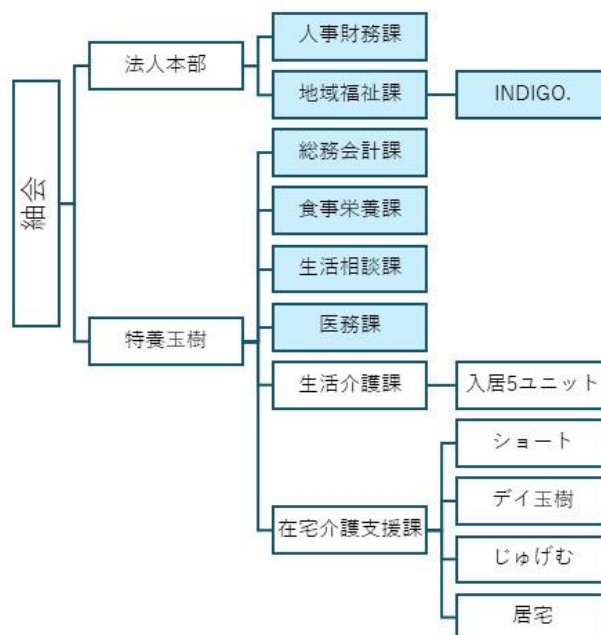 紬会
法人本部
人事財務課
地域福祉課
INDIGO.
特養玉樹
総務会計課
食事栄養課
生活相談課
医務課
生活介護課
入居5ユニット
在宅介護支援課
ショート
デイ玉樹
じゅげむ
居宅